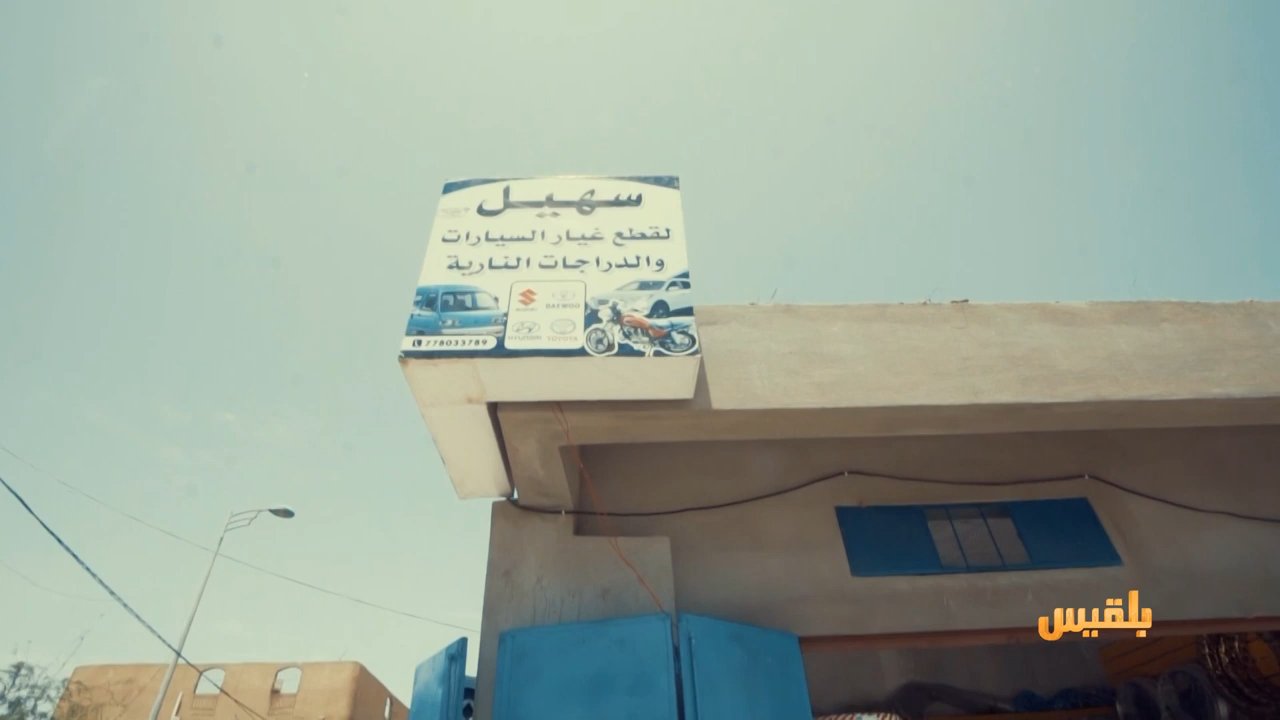 سهيل
لقطع غيار السيارات
والدراجات النارية
SUZUKI
DAEWOO
HYUNDAI
TOYOTA
778033789
بلقيس